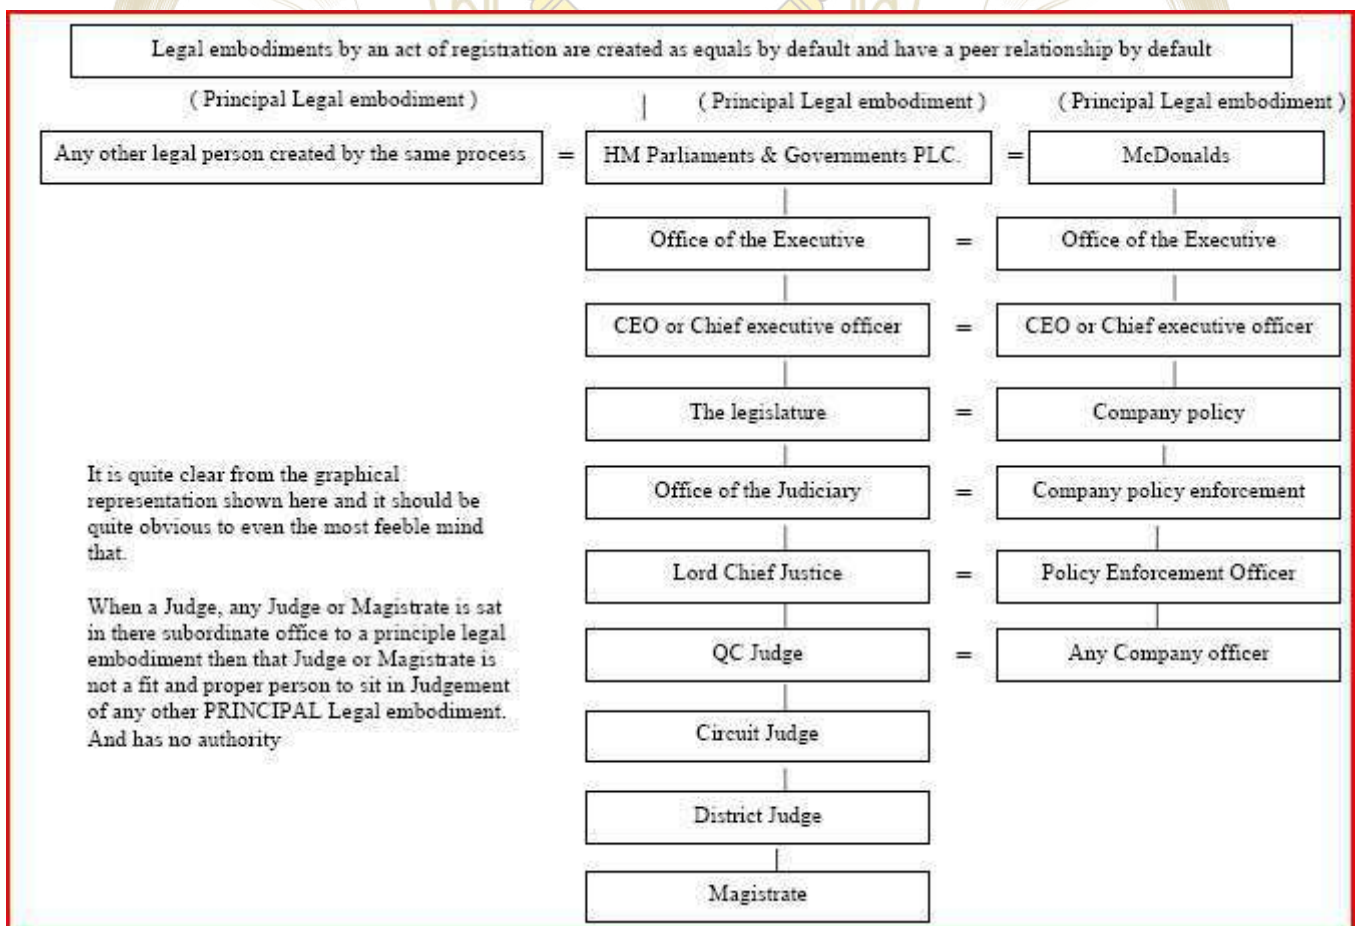 Legal embodiments by an act of registration are created as equals by default and have a peer relationship by default
( Principal Legal embodiment ) ( Principal Legal embodiment ) ( Principal Legal embodiment )
Any other legal person created by the same process = HM Parliaments & Governments PLC. = McDonalds
Office of the Executive = Office of the Executive
CEO or Chief executive officer = CEO or Chief executive officer
The legislature = Company policy
Office of the Judiciary = Company policy enforcement
Lord Chief Justice = Policy Enforcement Officer
QC Judge = Any Company officer
Circuit Judge
District Judge
Magistrate
It is quite clear from the graphical
representation shown here and it should be
quite obvious to even the most feeble mind
that.
When a Judge, any Judge or Magistrate is sat
in there subordinate office to a principle legal
embodiment then that Judge or Magistrate is
not a fit and proper person to sit in Judgement
of any other PRINCIPAL Legal embodiment.
And has no authority